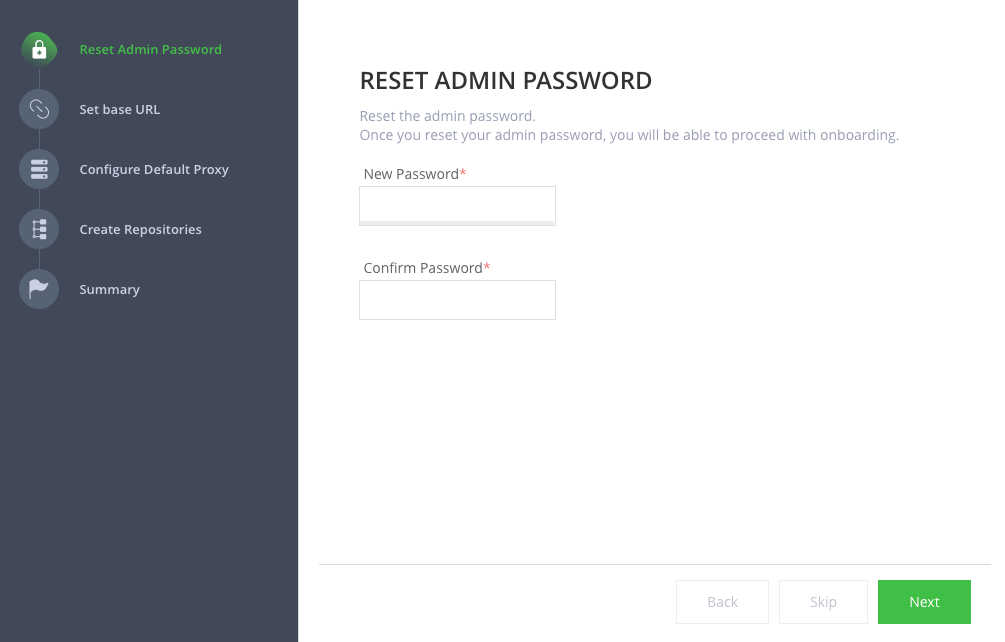 Reset Admin Password
Set base URL
Configure Default Proxy
Create Repositories
Summary
RESET ADMIN PASSWORD
Reset the admin password.
Once you reset your admin password, you will be able to proceed with onboarding.
New Password*
Confirm Password*
Back
Skip
Next